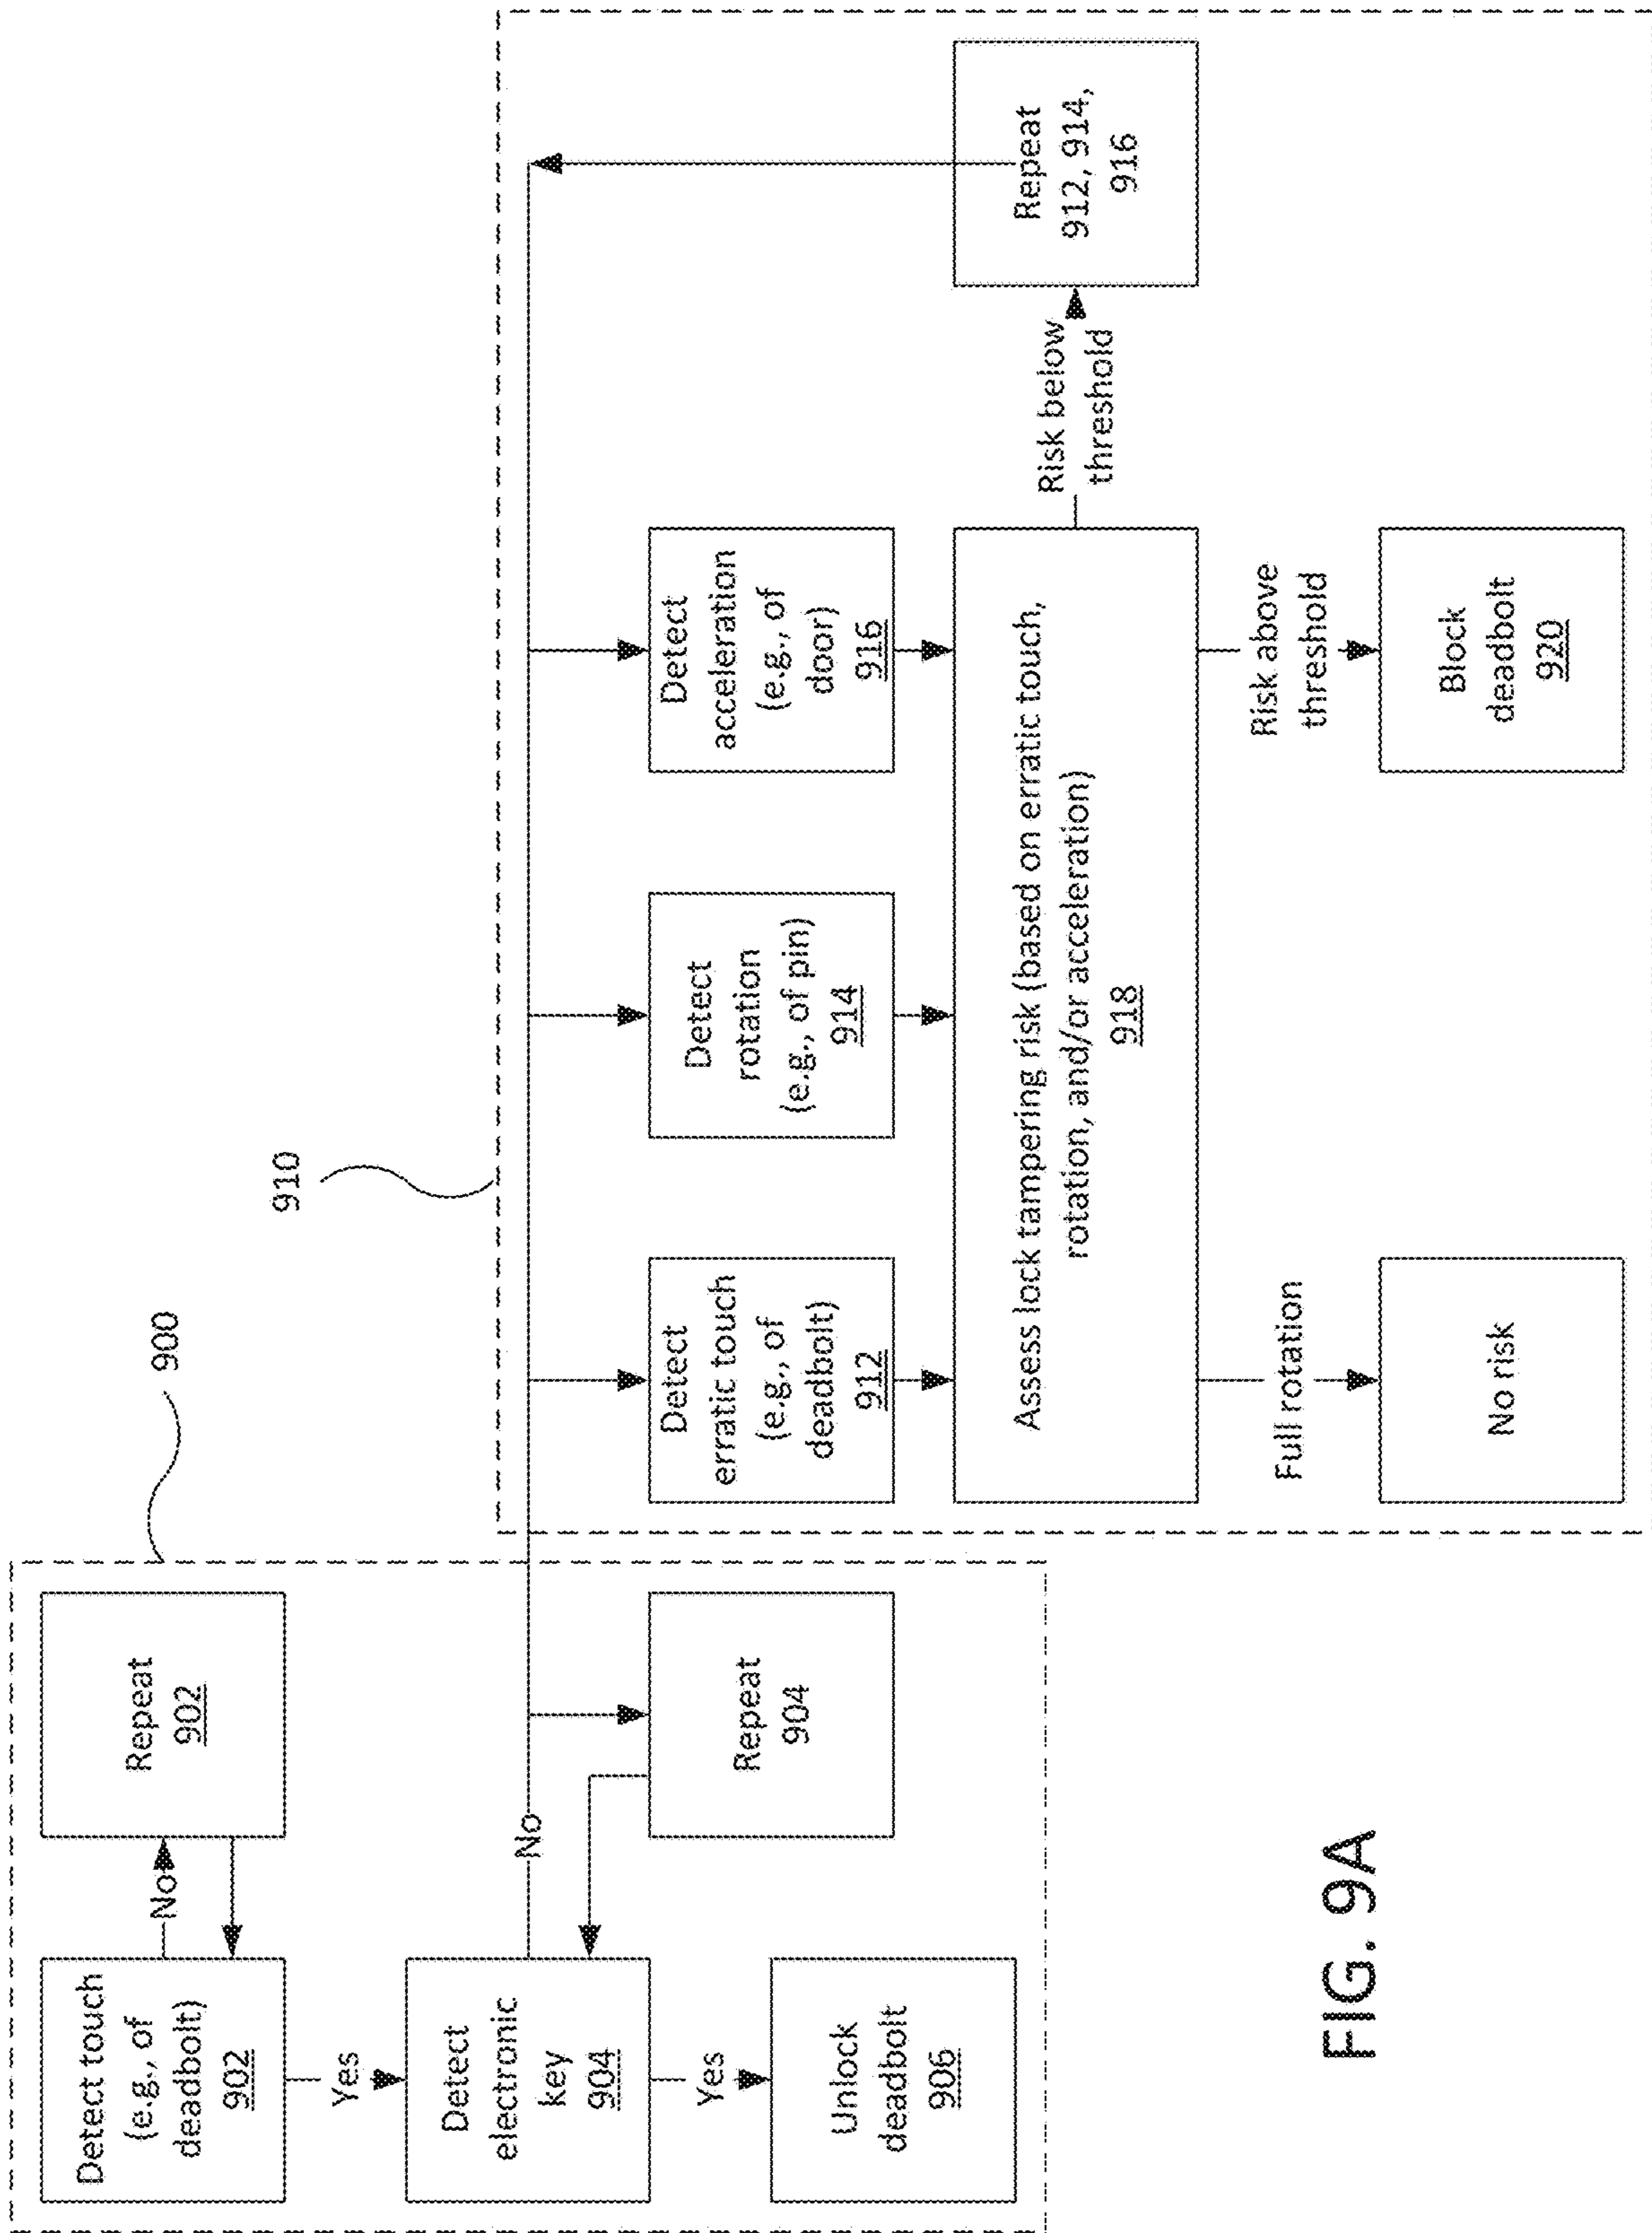 900
Detect touch
(e.g., of
deadbolt)
902
No
Repeat
902
Yes
Detect
electronic
key
904
No
Repeat
904
Yes
Unlock
deadbolt
906
910
Detect
erratic touch
(e.g., of
deadbolt)
912
Detect
rotation
(e.g., of pin)
914
Detect
acceleration
(e.g., of
door)
916
Assess lock tampering risk (based on erratic touch,
rotation, and/or acceleration)
918
Risk below
threshold
Repeat
912, 914,
916
Full rotation
No risk
Risk above
threshold
Block
deadbolt
920
FIG. 9A